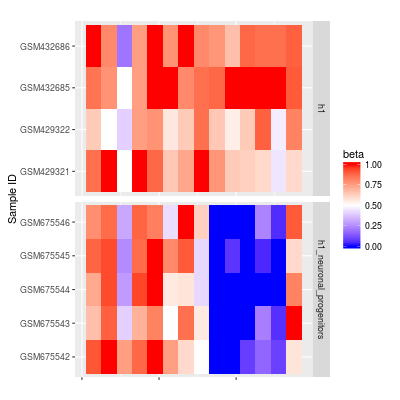 GSM432686
GSM432685
GSM429322
GSM429321
h1
GSM675546
GSM675545
GSM675544
GSM675543
GSM675542
h1_neuronal_progenitors
Sample ID
beta
1.00
0.75
0.50
0.25
0.00